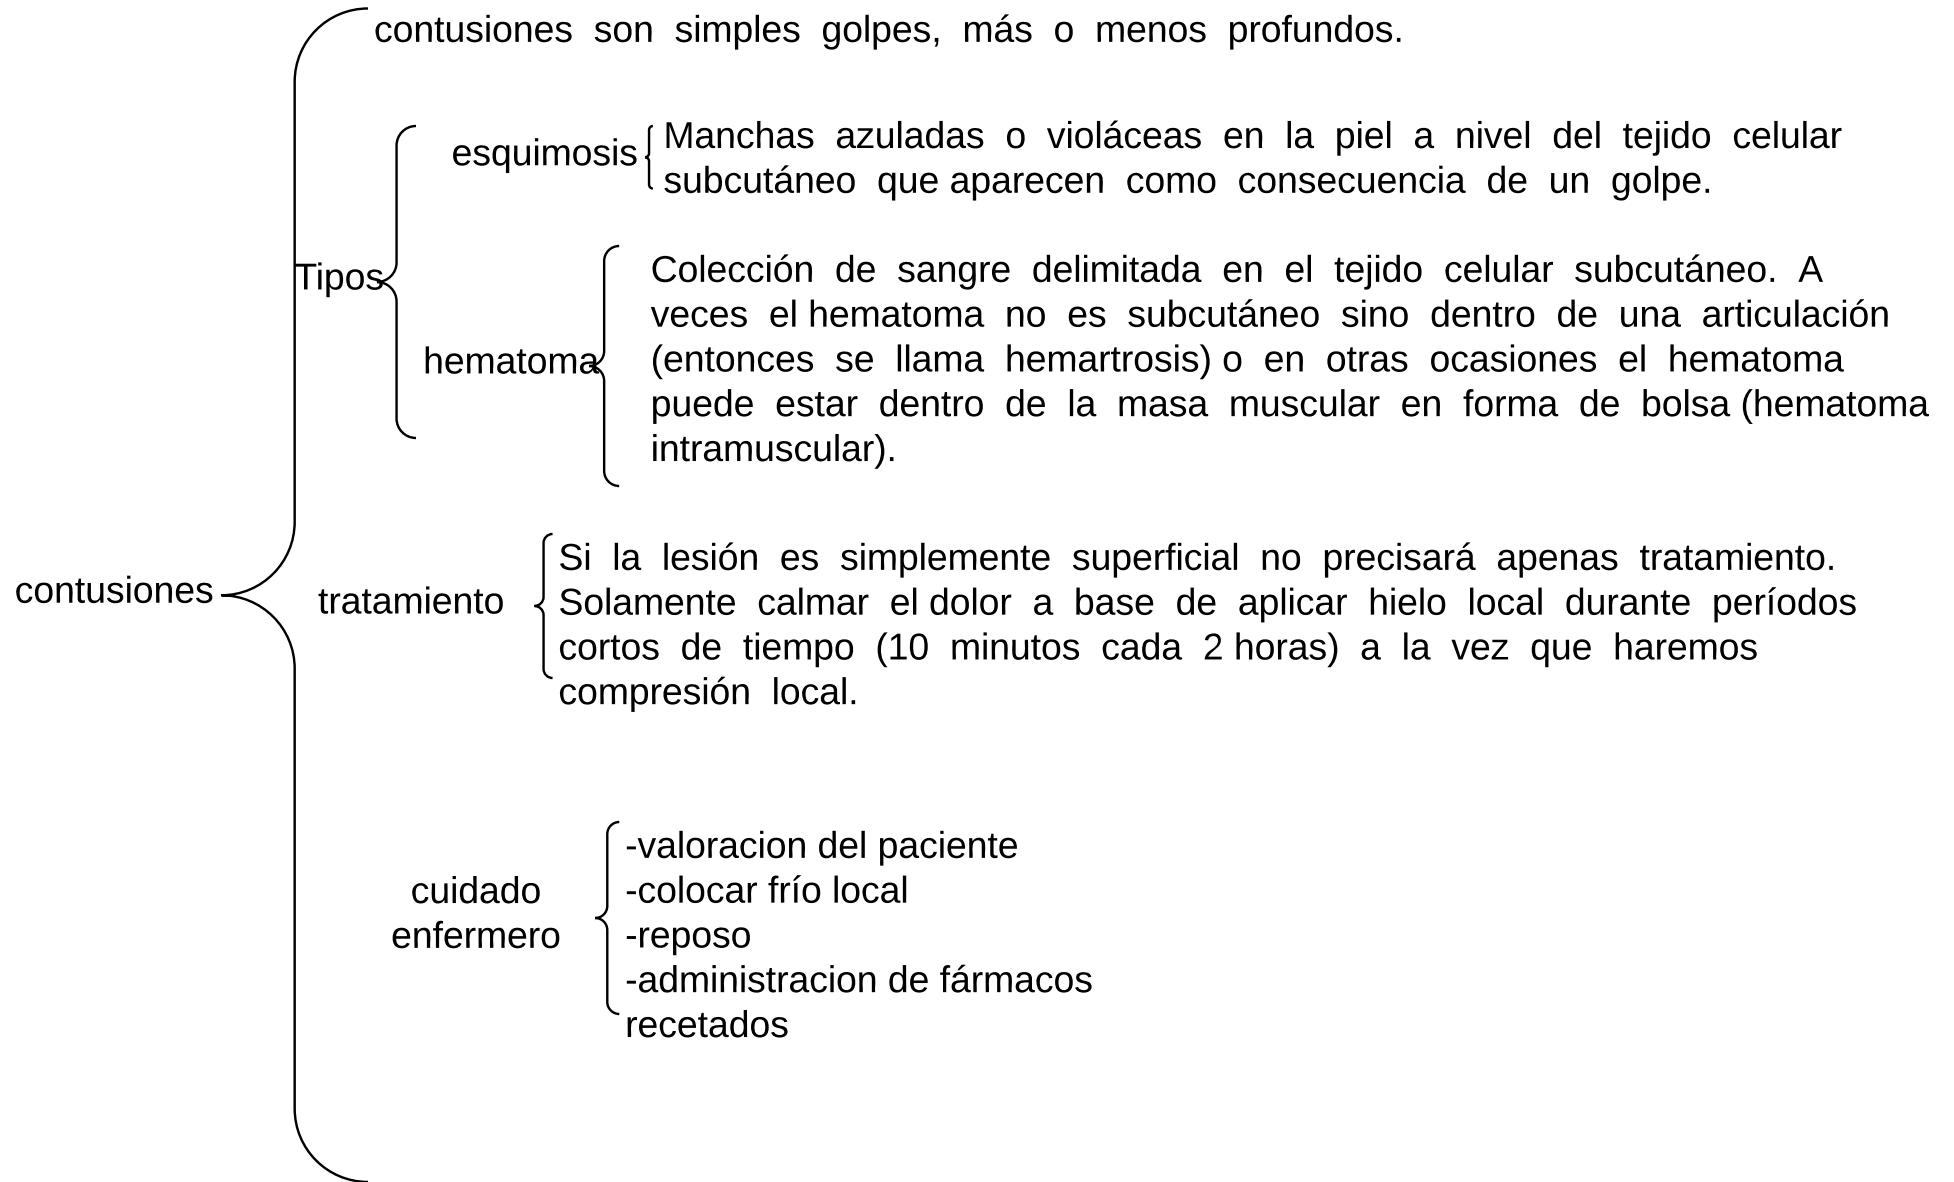 contusiones son simples golpes, más o menos profundos.
esquimosis
Manchas azuladas o violáceas en la piel a nivel del tejido celular
subcutáneo que aparecen como consecuencia de un golpe.
Tipos
hematoma
Colección de sangre delimitada en el tejido celular subcutáneo. A
veces el hematoma no es subcutáneo sino dentro de una articulación
(entonces se llama hemartrosis) o en otras ocasiones el hematoma
puede estar dentro de la masa muscular en forma de bolsa (hematoma
intramuscular).
contusiones
tratamiento
Si la lesión es simplemente superficial no precisará apenas tratamiento.
Solamente calmar el dolor a base de aplicar hielo local durante períodos
cortos de tiempo (10 minutos cada 2 horas) a la vez que haremos
compresión local.
cuidado
enfermero
-valoracion del paciente
-colocar frío local
-reposo
-administracion de fármacos
recetados